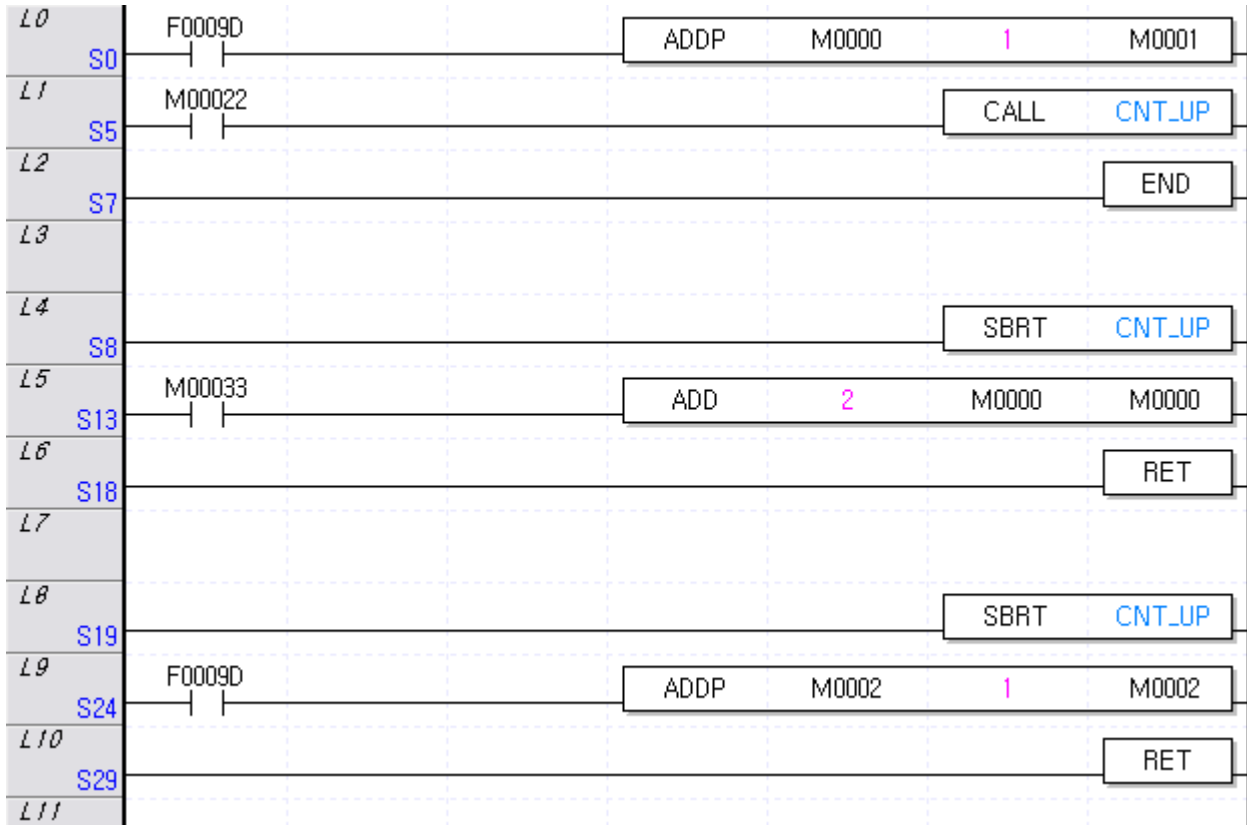 L0 F0009D ADDP M0000 1 M0001
S0
L1 M00022 CALL CNT_UP
S5
L2 END
S7
L3
L4 SBRT CNT_UP
S8
L5 M00033 ADD 2 M0000 M0000
S13
L6 RET
S18
L7
L8 SBRT CNT_UP
S19
L9 F0009D ADDP M0002 1 M0002
S24
L10 RET
S29
L11